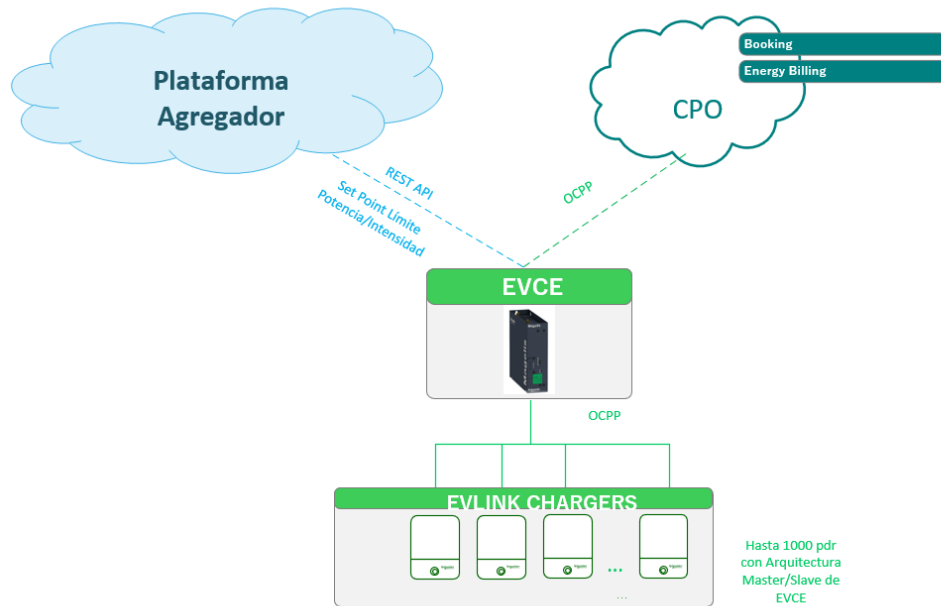 Plataforma
Agregador
Booking
Energy Billing
CPO
REST API
Set Point Límite
Potencia/Intensidad
OCPP
EVCE
Magelis
OCPP
EVLINK CHARGERS
...
...
Hasta 1000 pdr
con Arquitectura
Master/Slave de
EVCE